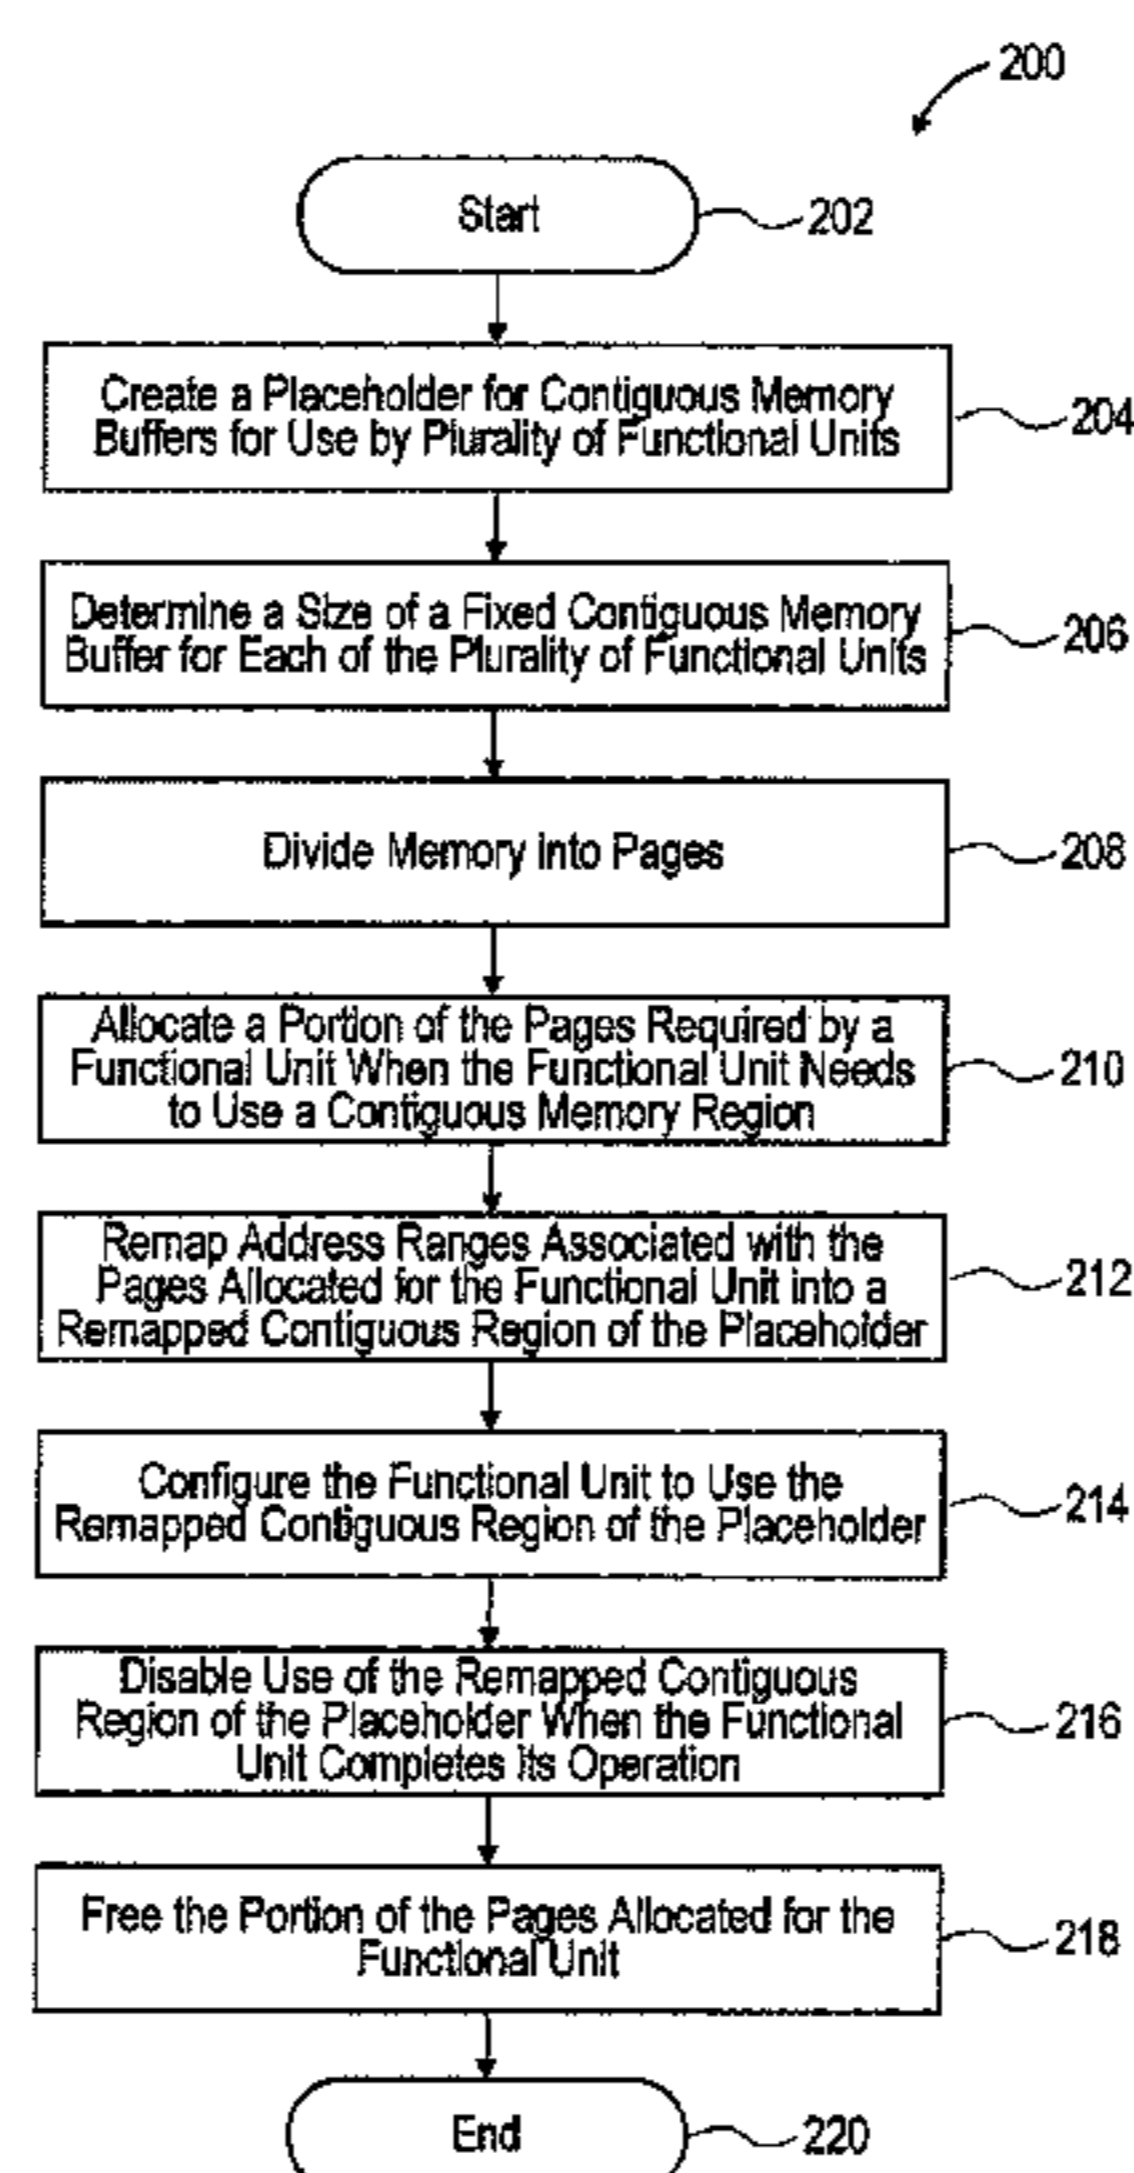 200
Start
202
Create a Placeholder for Contiguous Memory
Buffers for Use by Plurality of Functional Units
204
Determine a Size of a Fixed Contiguous Memory
Buffer for Each of the Plurality of Functional Units
206
Divide Memory into Pages
208
Allocate a Portion of the Pages Required by a
Functional Unit When the Functional Unit Needs
to Use a Contiguous Memory Region
210
Remap Address Ranges Associated with the
Pages Allocated for the Functional Unit into a
Remapped Contiguous Region of the Placeholder
212
Configure the Functional Unit to Use the
Remapped Contiguous Region of the Placeholder
214
Disable Use of the Remapped Contiguous
Region of the Placeholder When the Functional
Unit Completes its Operation
216
Free the Portion of the Pages Allocated for the
Functional Unit
218
End
220